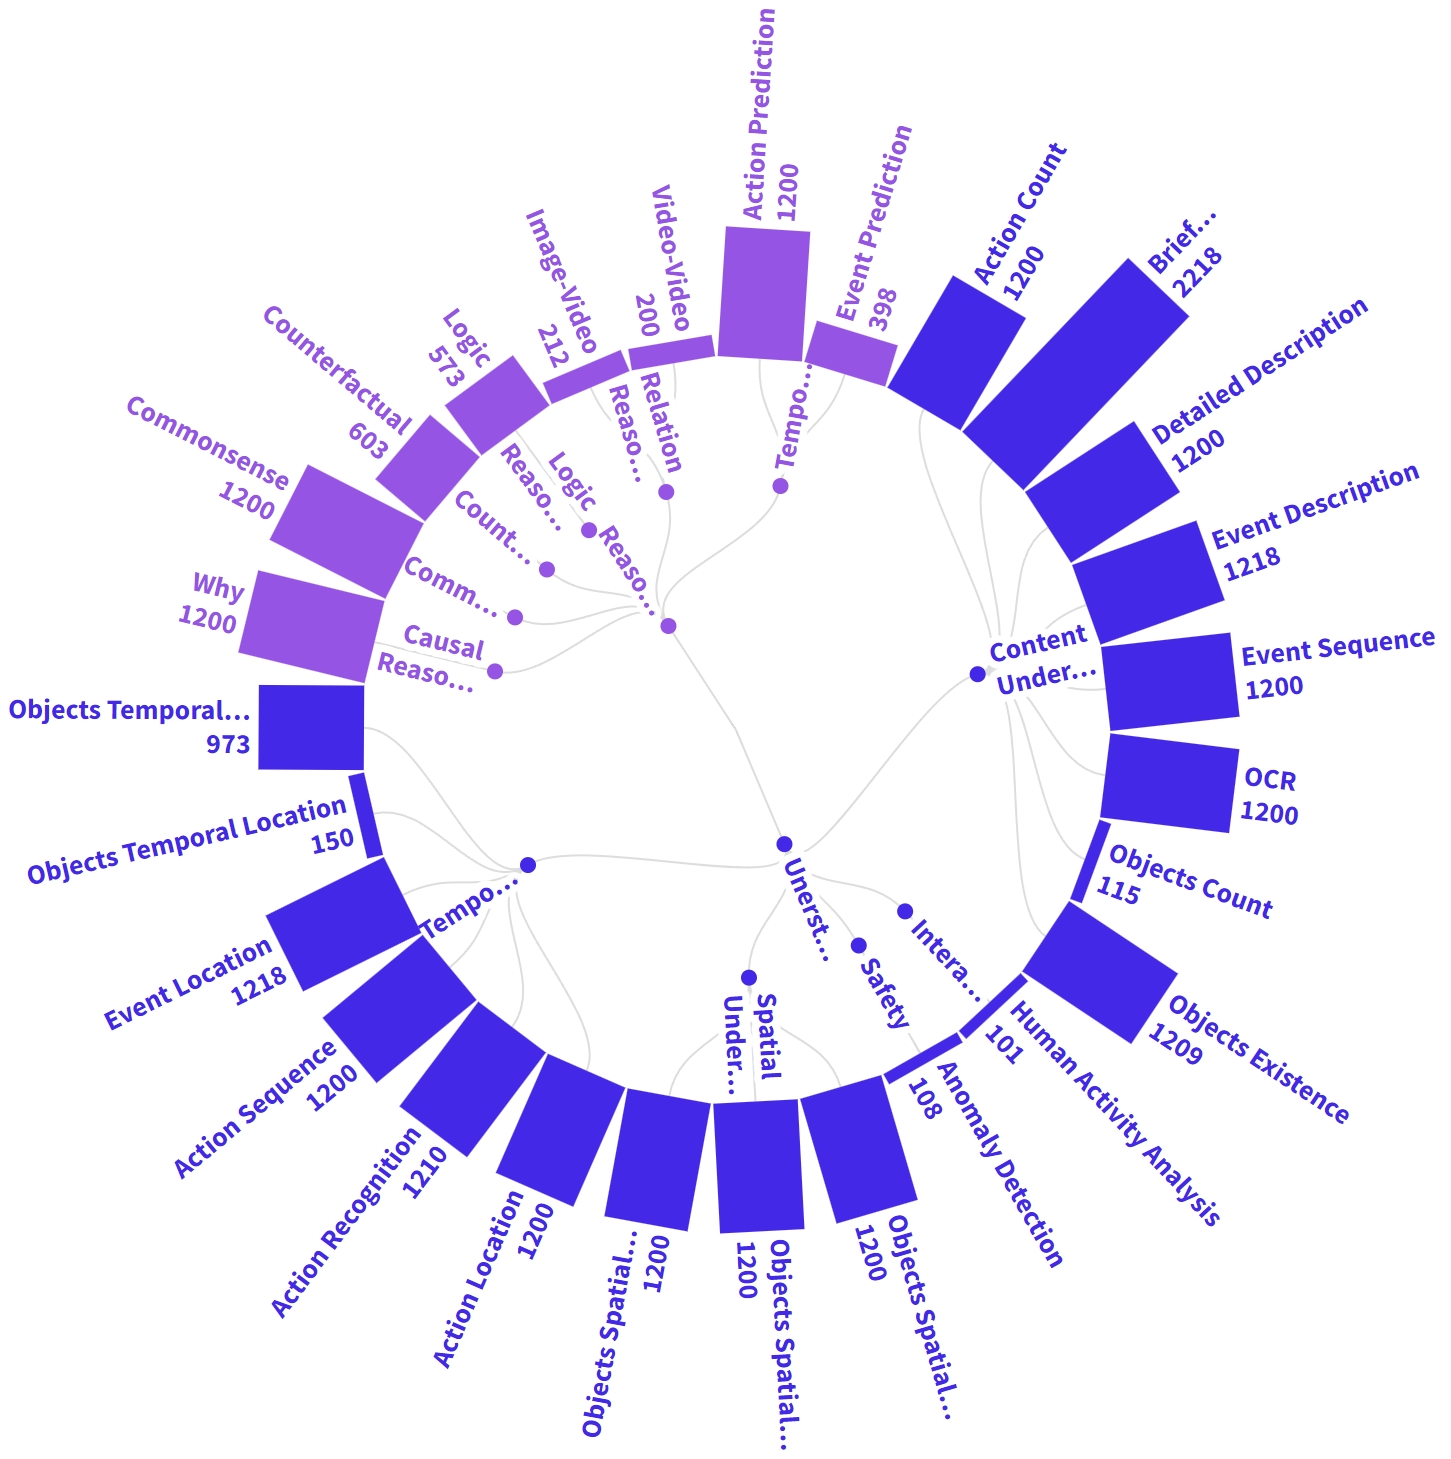 Action Prediction
1200
Event Prediction
398
Action Count
1200
Brief...
2218
Detailed Description
1200
Event Description
1218
Event Sequence
1200
OCR
1200
Objects Count
115
Objects Existence
1209
Human Activity Analysis
101
Anomaly Detection
108
Objects Spatial...
1200
Objects Spatial...
1200
Objects Spatial...
1200
Action Location
1200
Action Recognition
1210
Action Sequence
1200
Event Location
1218
Objects Temporal Location
150
Objects Temporal...
973
Why
1200
Commonsense
1200
Counterfactual
603
Logic
573
Image-Video
212
Video-Video
200
Tempo...
Relation
Reaso...
Logic
Reaso...
Count...
Comm...
Causal
Reaso...
Reaso...
Content
Under...
Unerst...
Intera...
Safety
Spatial
Under...
Tempo...